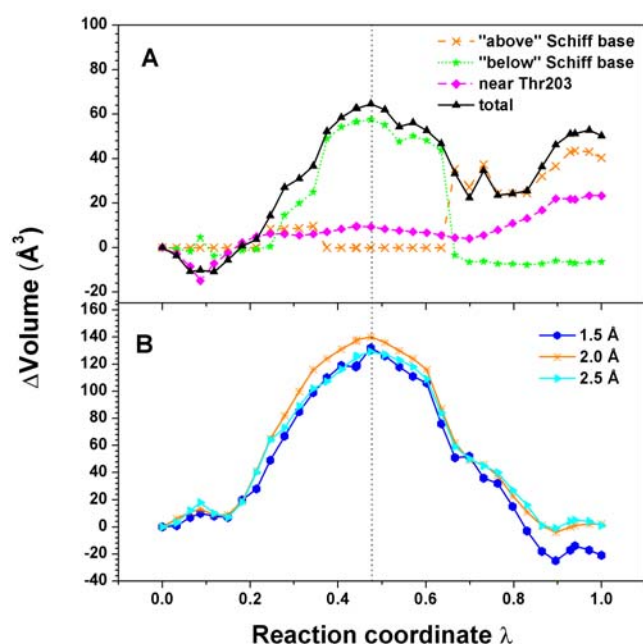 A
"above" Schiff base
"below" Schiff base
near Thr203
total
100
80
60
40
20
0
-20
ΔVolume (Å³)
B
1.5 Å
2.0 Å
2.5 Å
140
120
100
80
60
40
20
0
-20
-40
0.0 0.2 0.4 0.6 0.8 1.0
Reaction coordinate λ